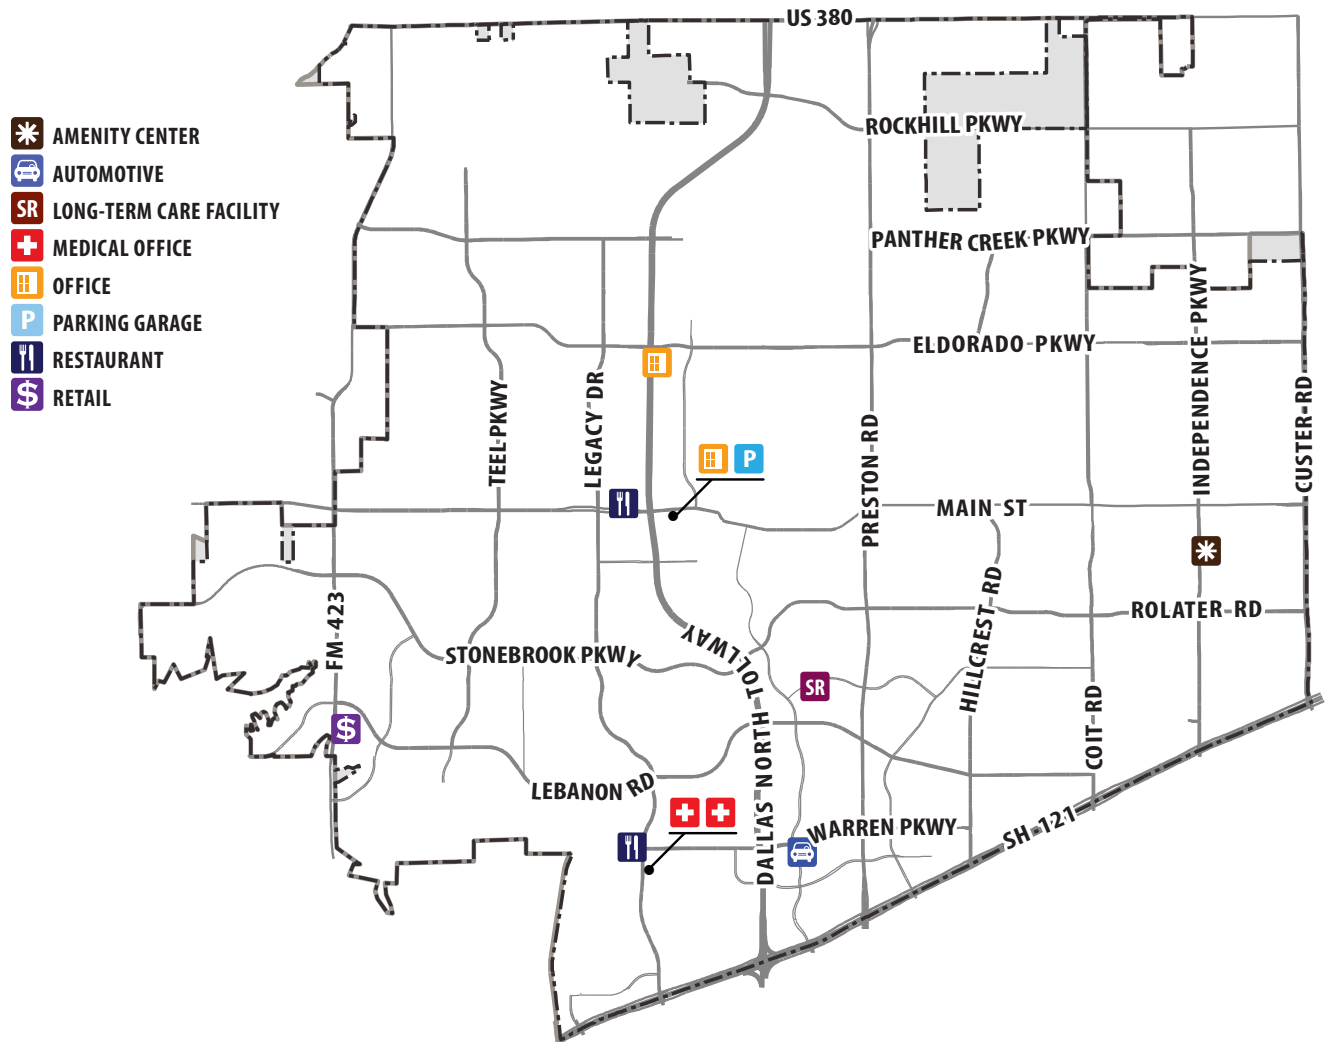 US 380
ROCKHILL PKWY
AMENITY CENTER
AUTOMOTIVE
SR LONG-TERM CARE FACILITY
MEDICAL OFFICE
OFFICE
P PARKING GARAGE
RESTAURANT
$ RETAIL
PANTHER CREEK PKWY
ELDORADO PKWY
INDEPENDENCE PKWY
CUSTER RD
TEEL PKWY
LEGACY DR
PRESTON RD
P
MAIN ST
FM 423
HILLCREST RD
ROLATER RD
STONEBROOK PKWY
DALLAS NORTH TOLLWAY
SR
COIT RD
$
LEBANON RD
WARREN PKWY
SH-121